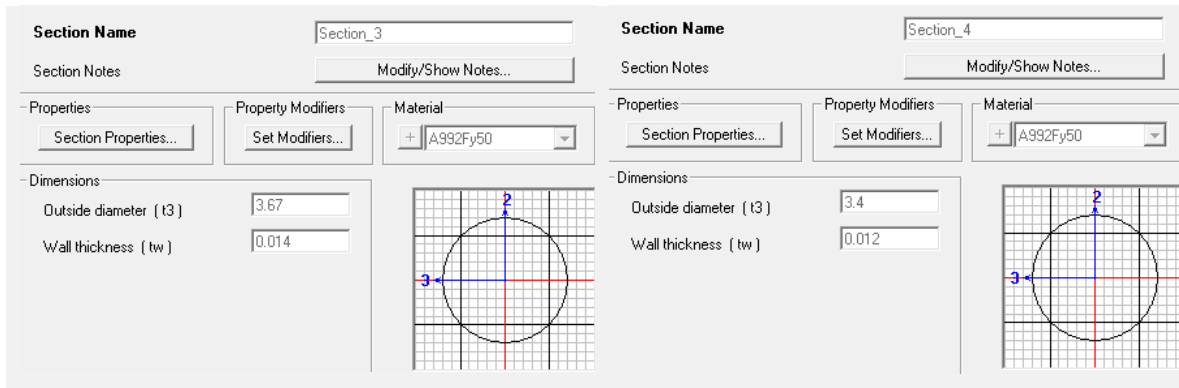 Section Name
Section_3
Section Notes
Modify/Show Notes...
Properties
Property Modifiers
Material
Section Properties...
Set Modifiers...
+
A992Fy50
Dimensions
Outside diameter ( t3 )
3.67
Wall thickness ( tw )
0.014
2
3
Section Name
Section_4
Section Notes
Modify/Show Notes...
Properties
Property Modifiers
Material
Section Properties...
Set Modifiers...
+
A992Fy50
Dimensions
Outside diameter ( t3 )
3.4
Wall thickness ( tw )
0.012
2
3